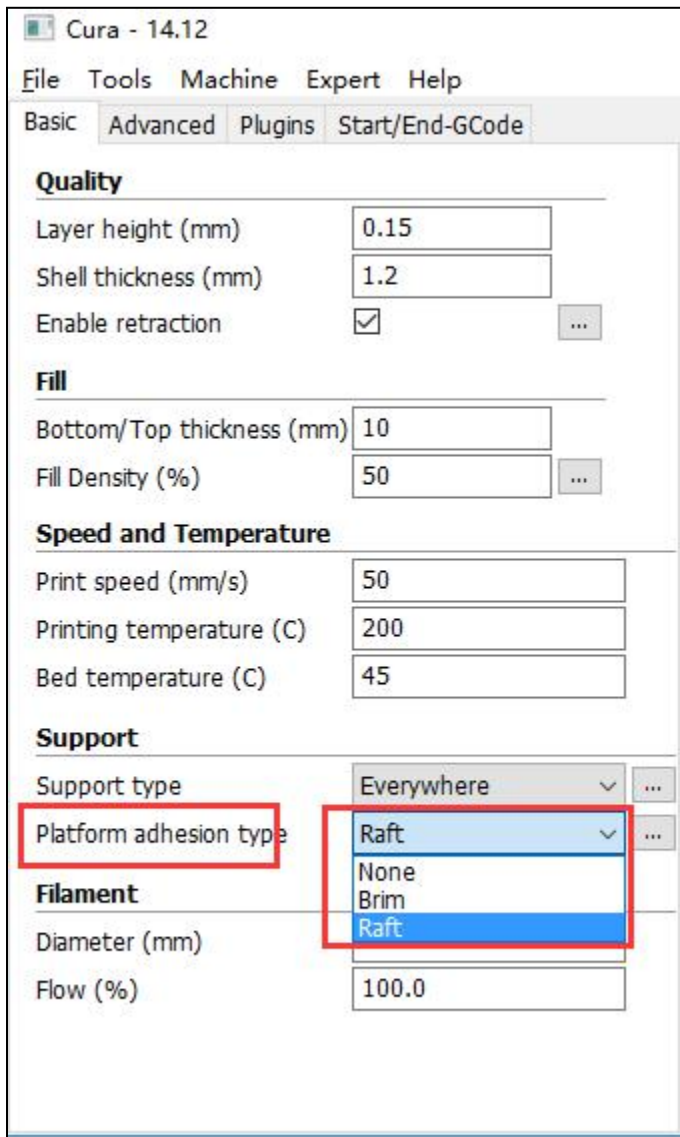 Cura - 14.12
File Tools Machine Expert Help
Basic Advanced Plugins Start/End-GCode
Quality
Layer height (mm) 0.15
Shell thickness (mm) 1.2
Enable retraction ...
Fill
Bottom/Top thickness (mm) 10
Fill Density (%) 50 ...
Speed and Temperature
Print speed (mm/s) 50
Printing temperature (C) 200
Bed temperature (C) 45
Support
Support type Everywhere ...
Platform adhesion type Raft ...
None
Filament Brim
Raft
Diameter (mm)
Flow (%) 100.0